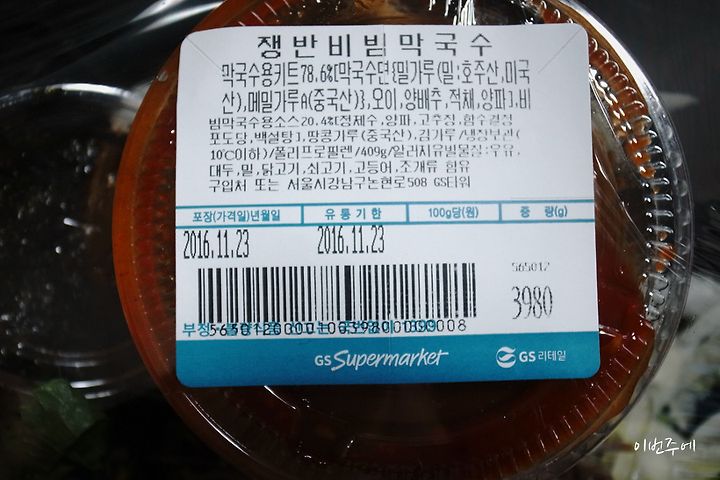 쟁반비빔막국수
막국수용키트78.6%[막국수면{밀가루(밀:호주산,미국
산),메밀가루A(중국산)},오이,양배추,적채,양파],비
빔막국수용소스20.4%[정제수,양파,고추장,함수결정
포도당,백설탕],땅콩가루(중국산),김가루/냉장보관
(10℃이하)/폴리프로필렌/409g/알러지유발물질:우유,
대두,밀,닭고기,쇠고기,고등어,조개류 함유
구입처 또는 서울시강남구논현로508 GS타워
포장(가격일)년월일 유통기한 100g당(원) 중 량(g)
2016.11.23 2016.11.23
565012
3980
GS Supermarket GS리테일
이번주에